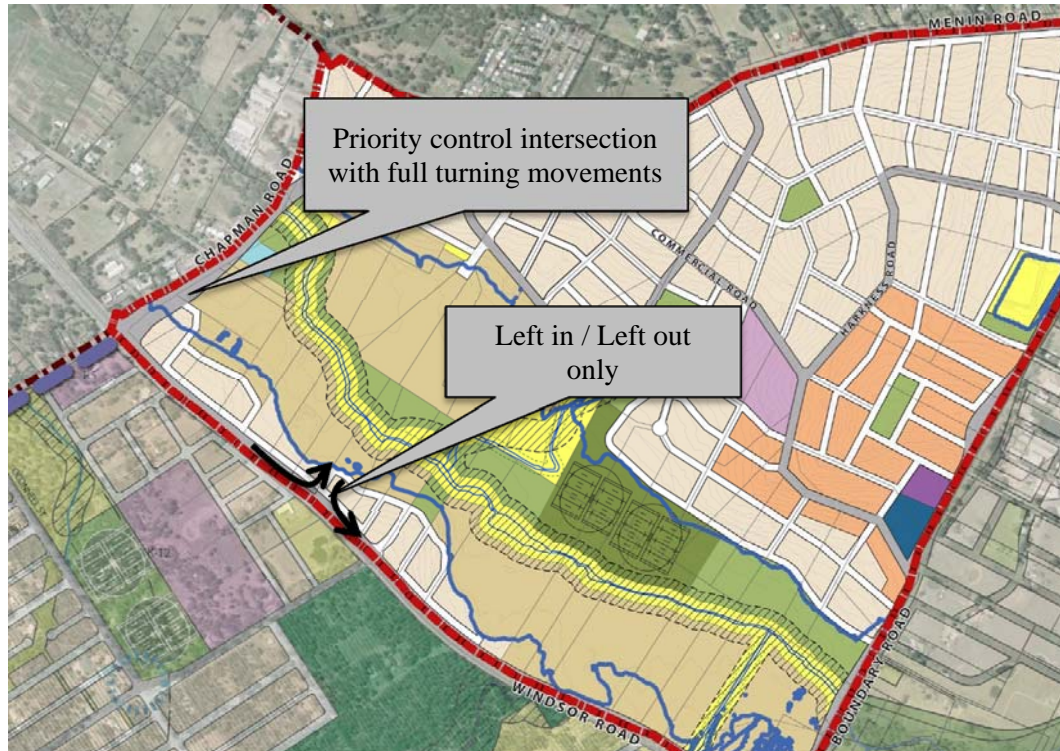 MENIN ROAD
Priority control intersection
with full turning movements
CHAPMAN ROAD
COMMERCIAL ROAD
HARKNESS ROAD
Left in / Left out
only
K-12
WINDSOR ROAD
BOUNDARY ROAD